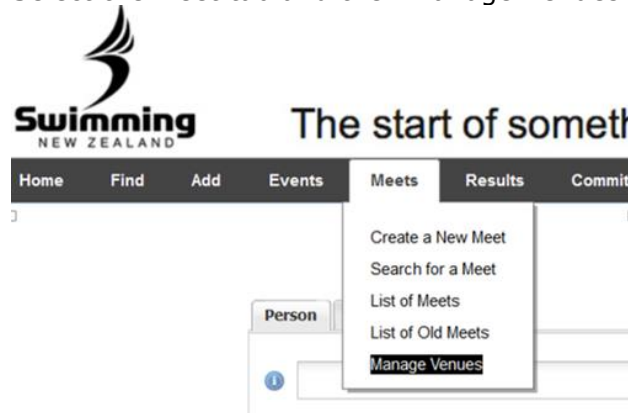 Swimming
NEW ZEALAND
The start of someth
Home Find Add Events Meets Results Commit
Create a New Meet
Search for a Meet
List of Meets
List of Old Meets
Manage Venues
Person